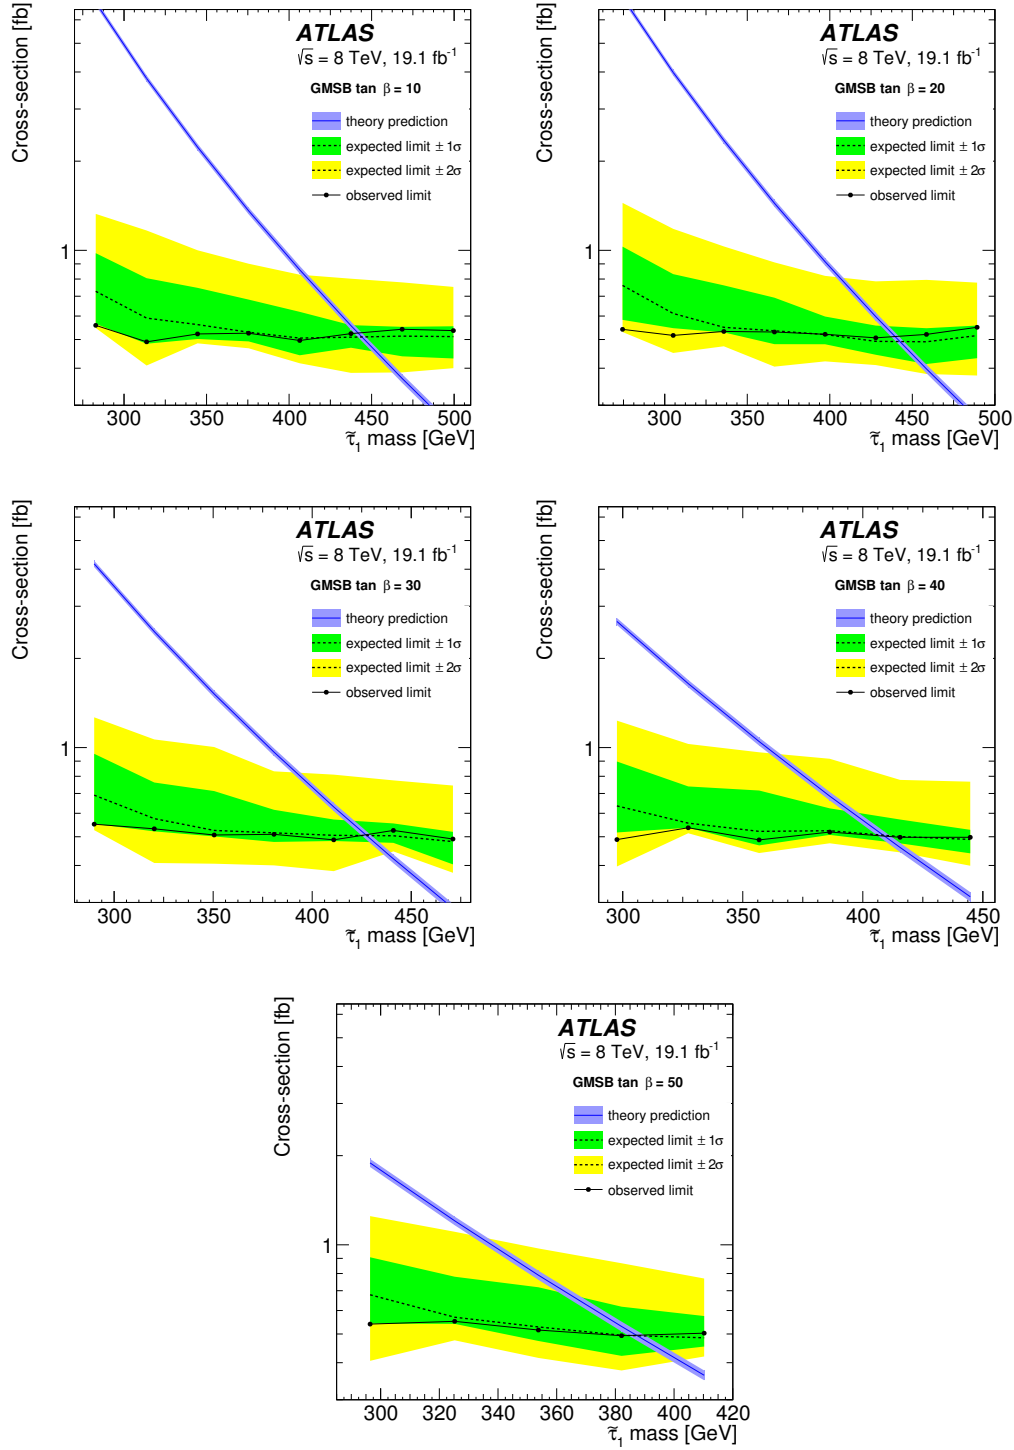 Cross-section [fb]
ATLAS
√s = 8 TeV, 19.1 fb⁻¹
GMSB tan β = 10
theory prediction
expected limit ± 1σ
expected limit ± 2σ
observed limit
1
300 350 400 450 500
τ̃₁ mass [GeV]
Cross-section [fb]
ATLAS
√s = 8 TeV, 19.1 fb⁻¹
GMSB tan β = 20
theory prediction
expected limit ± 1σ
expected limit ± 2σ
observed limit
1
300 350 400 450 500
τ̃₁ mass [GeV]
Cross-section [fb]
ATLAS
√s = 8 TeV, 19.1 fb⁻¹
GMSB tan β = 30
theory prediction
expected limit ± 1σ
expected limit ± 2σ
observed limit
1
300 350 400 450
τ̃₁ mass [GeV]
Cross-section [fb]
ATLAS
√s = 8 TeV, 19.1 fb⁻¹
GMSB tan β = 40
theory prediction
expected limit ± 1σ
expected limit ± 2σ
observed limit
1
300 350 400 450
τ̃₁ mass [GeV]
Cross-section [fb]
ATLAS
√s = 8 TeV, 19.1 fb⁻¹
GMSB tan β = 50
theory prediction
expected limit ± 1σ
expected limit ± 2σ
observed limit
1
300 320 340 360 380 400 420
τ̃₁ mass [GeV]